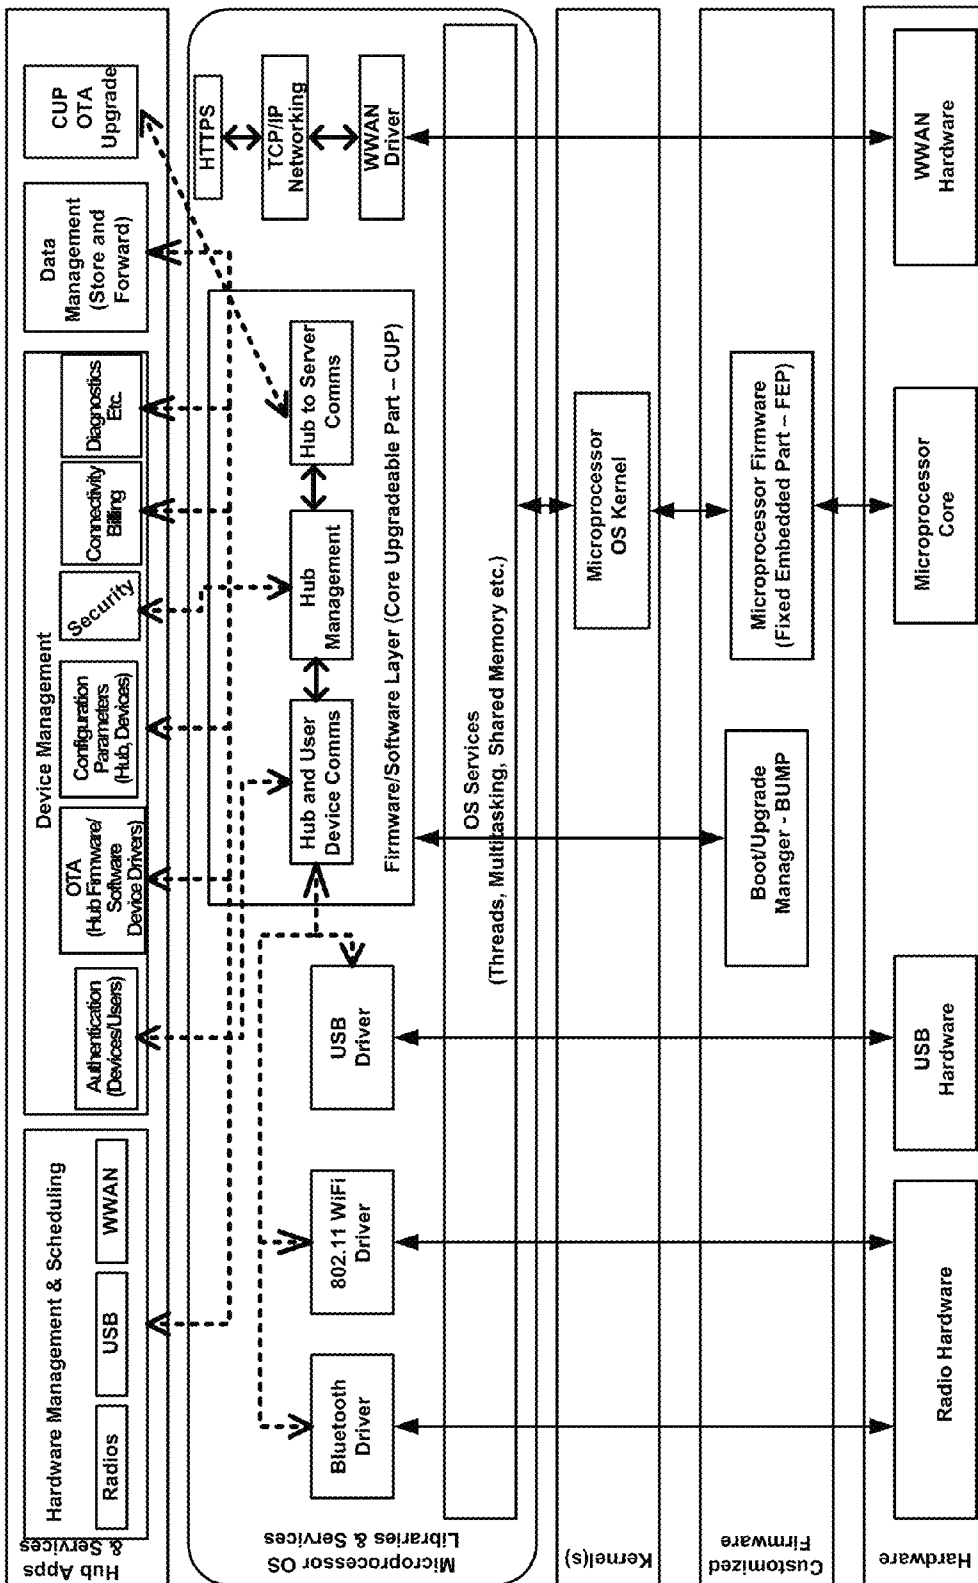 Hub Apps
& Services
Hardware Management & Scheduling
Radios
USB
WWAN
Device Management
Authentication
(Devices/Users)
OTA
(Hub Firmware/
Software
Device Drivers)
Configuration
Parameters
(Hub, Devices)
Security
Connectivity
Billing
Diagnostics
Etc.
Data
Management
(Store and
Forward)
CUP
OTA
Upgrade
Microprocessor OS
Libraries & Services
Bluetooth
Driver
802.11 WiFi
Driver
USB
Driver
Hub and User
Device Comms
Hub
Management
Hub to Server
Comms
Firmware/Software Layer (Core Upgradeable Part – CUP)
HTTPS
TCP/IP
Networking
WWAN
Driver
OS Services
(Threads, Multitasking, Shared Memory etc.)
Kernel(s)
Microprocessor
OS Kernel
Customized
Firmware
Boot/Upgrade
Manager - BUMP
Microprocessor Firmware
(Fixed Embedded Part – FEP)
Hardware
Radio Hardware
USB
Hardware
Microprocessor
Core
WWAN
Hardware